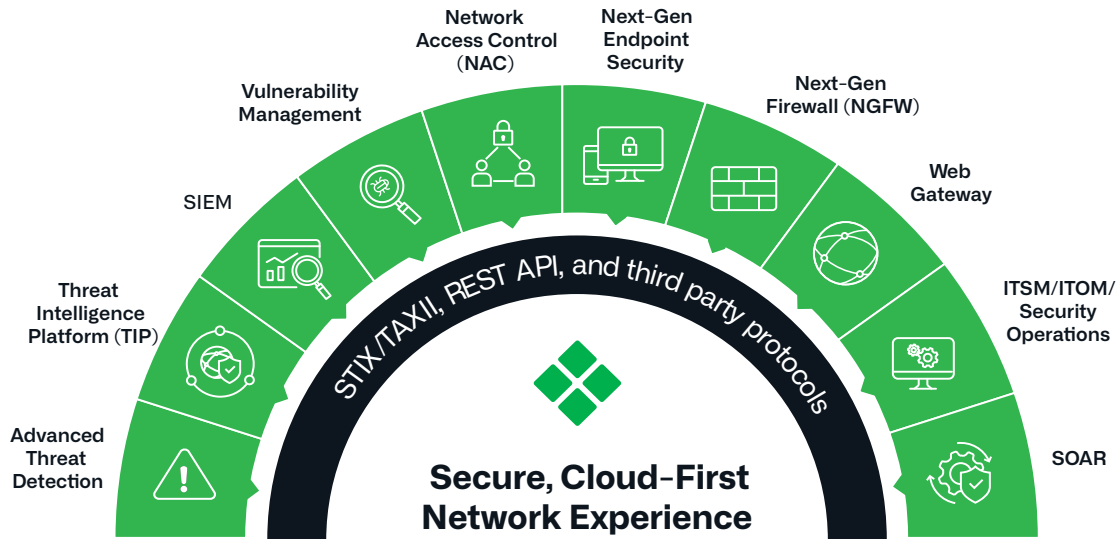 Advanced
Threat
Detection
Threat
Intelligence
Platform (TIP)
SIEM
Vulnerability
Management
Network
Access Control
(NAC)
Next-Gen
Endpoint
Security
Next-Gen
Firewall (NGFW)
Web
Gateway
ITSM/ITOM/
Security
Operations
SOAR
STIX/TAXII, REST API, and third party protocols
Secure, Cloud-First
Network Experience